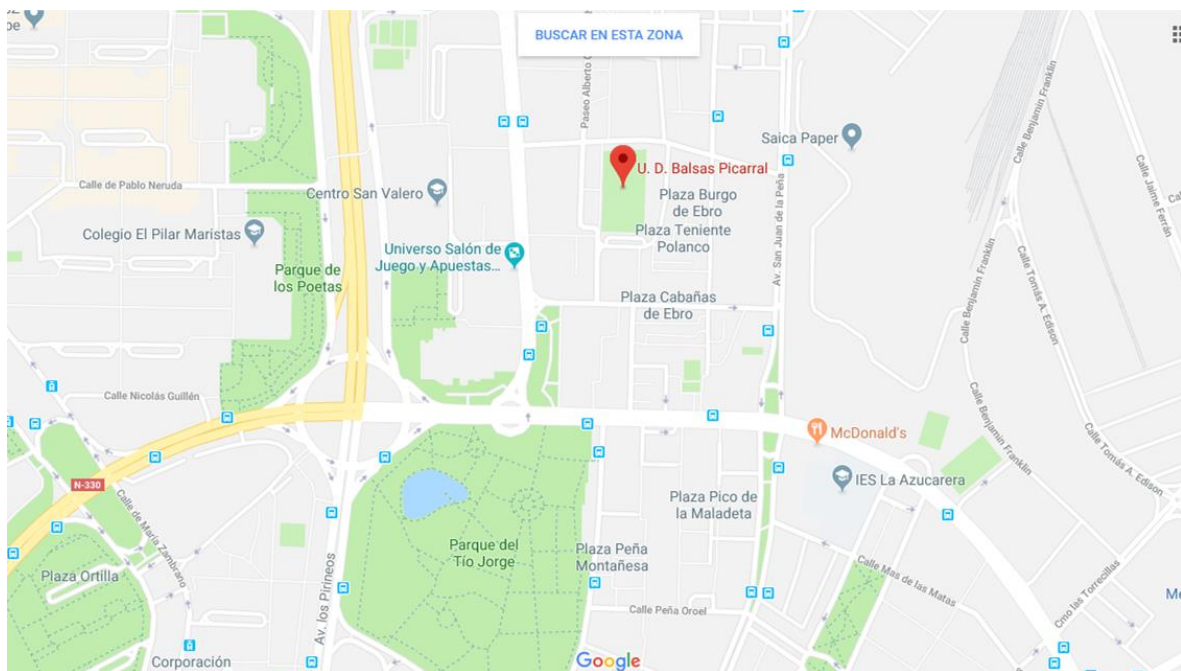 BUSCAR EN ESTA ZONA
Paseo Alberto
Calle Benjamin Franklin
Calle Jaime Ferrán
Saica Paper
U. D. Balsas Picarral
Calle de Pablo Neruda
Centro San Valero
Plaza Burgo
de Ebro
Av. San Juan de la Peña
Colegio El Pilar Maristas
Plaza Teniente
Polanco
Universo Salón de
Juego y Apuestas...
Parque de
los Poetas
Calle Benjamin Franklin
Calle Tomás A. Edison
Plaza Cabañas
de Ebro
Calle Nicolás Guillén
McDonald's
Calle Benjamin Franklin
Calle Tomás A. Edison
N-330
IES La Azucarera
Calle de María Zambrano
Plaza Pico de
la Maladeta
Parque del
Tío Jorge
Plaza Peña
Montañesa
Plaza Ortilla
Av. los Pirineos
Calle Mas de las Matas
Cmo las Torrecillas
Calle Peña Oroel
Corporación
Google